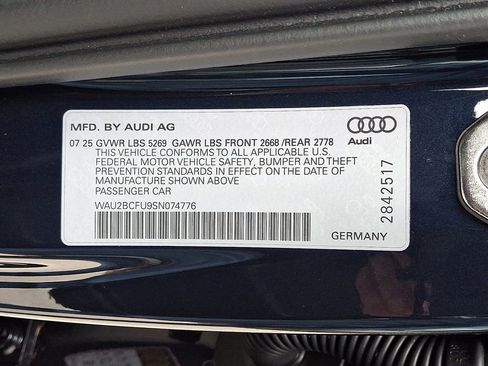 MFD. BY AUDI AG
Audi
07 25 GVWR LBS 5269 GAWR LBS FRONT 2668 /REAR 2778
THIS VEHICLE CONFORMS TO ALL APPLICABLE U.S.
FEDERAL MOTOR VEHICLE SAFETY, BUMPER AND THEFT
PREVENTION STANDARDS IN EFFECT ON THE DATE OF
MANUFACTURE SHOWN ABOVE
PASSENGER CAR
WAU2BCFU9SN074776
GERMANY
2842517